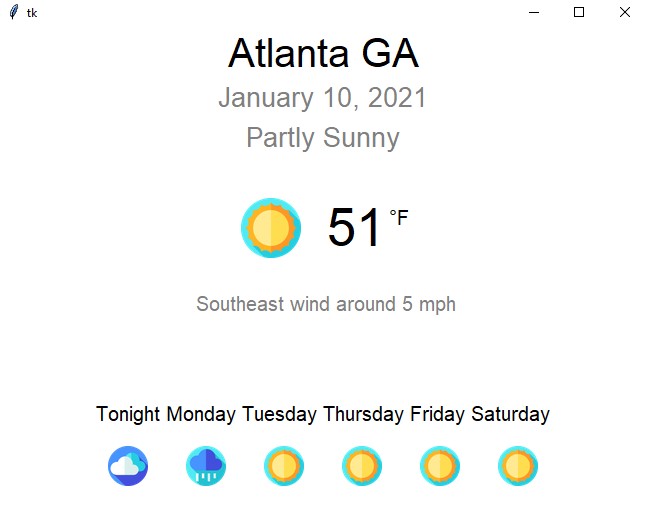 tk
Atlanta GA
January 10, 2021
Partly Sunny
51 °F
Southeast wind around 5 mph
Tonight Monday Tuesday Thursday Friday Saturday